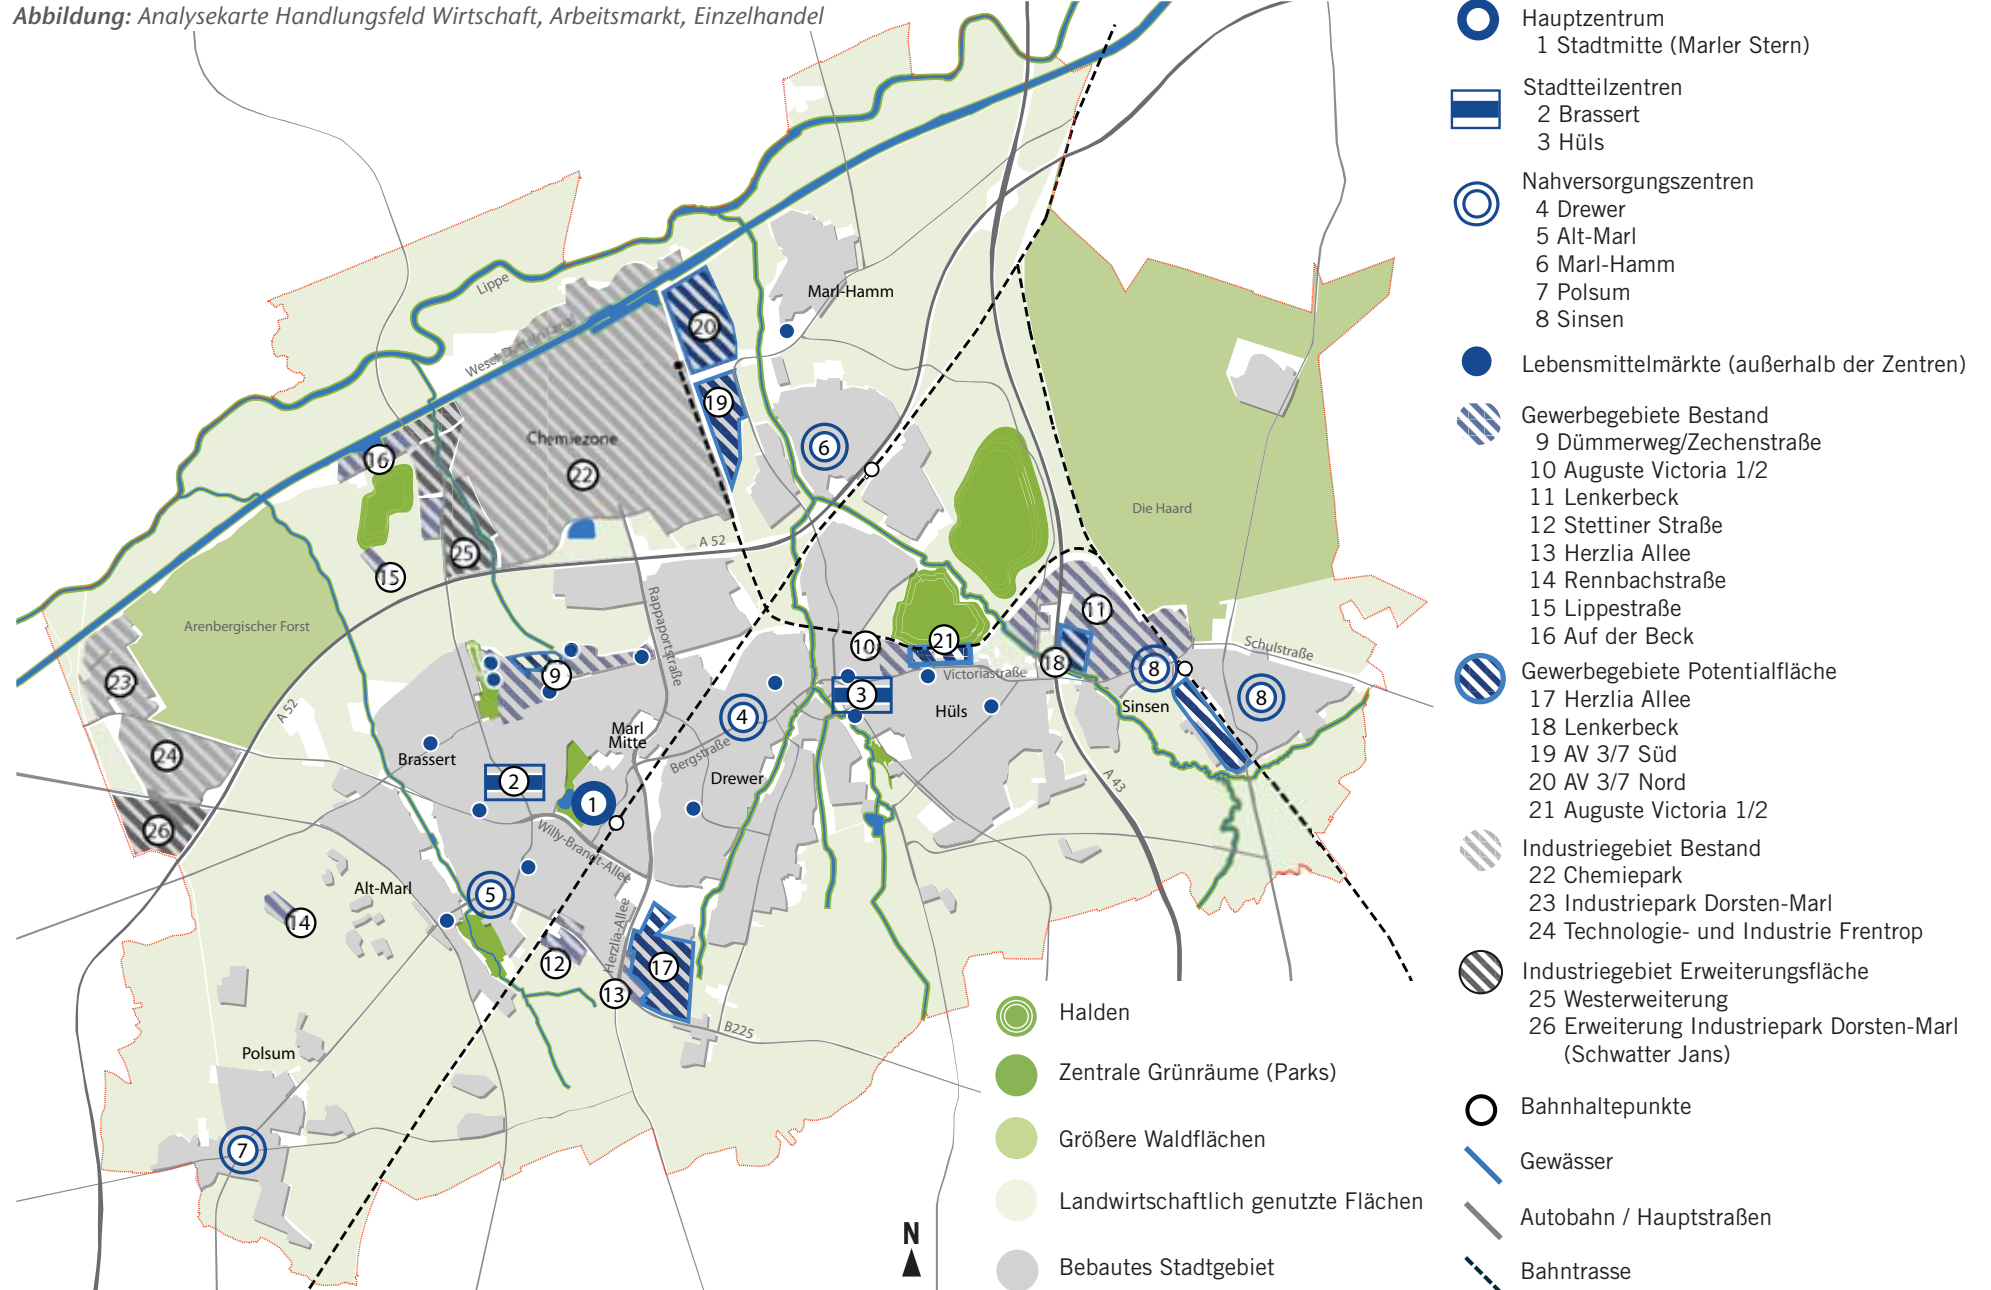 Abbildung: Analysekarte Handlungsfeld Wirtschaft, Arbeitsmarkt, Einzelhandel
Lippe
Marl-Hamm
20
19
Chemiezone
22
16
6
25
15
A 52
Die Haard
Arenbergischer Forst
Rappaportstraße
11
10
21
18
8
Schulstraße
23
9
Victoriastraße
3
8
A 52
4
Hüls
Sinsen
24
Marl
Mitte
Bergstraße
Brassert
Drewer
2
1
A 43
26
Willy-Brandt-Allee
Alt-Marl
5
14
Herzlia-Allee
12
17
13
B225
Polsum
7
N
Halden
Zentrale Grünräume (Parks)
Größere Waldflächen
Landwirtschaftlich genutzte Flächen
Bebautes Stadtgebiet
Hauptzentrum
1 Stadtmitte (Marler Stern)
Stadtteilzentren
2 Brassert
3 Hüls
Nahversorgungszentren
4 Drewer
5 Alt-Marl
6 Marl-Hamm
7 Polsum
8 Sinsen
Lebensmittelmärkte (außerhalb der Zentren)
Gewerbegebiete Bestand
9 Dümmerweg/Zechenstraße
10 Auguste Victoria 1/2
11 Lenkerbeck
12 Stettiner Straße
13 Herzlia Allee
14 Rennbachstraße
15 Lippestraße
16 Auf der Beck
Gewerbegebiete Potentialfläche
17 Herzlia Allee
18 Lenkerbeck
19 AV 3/7 Süd
20 AV 3/7 Nord
21 Auguste Victoria 1/2
Industriegebiet Bestand
22 Chemiepark
23 Industriepark Dorsten-Marl
24 Technologie- und Industrie Frentrop
Industriegebiet Erweiterungsfläche
25 Westerweiterung
26 Erweiterung Industriepark Dorsten-Marl
(Schwatter Jans)
Bahnhaltepunkte
Gewässer
Autobahn / Hauptstraßen
Bahntrasse